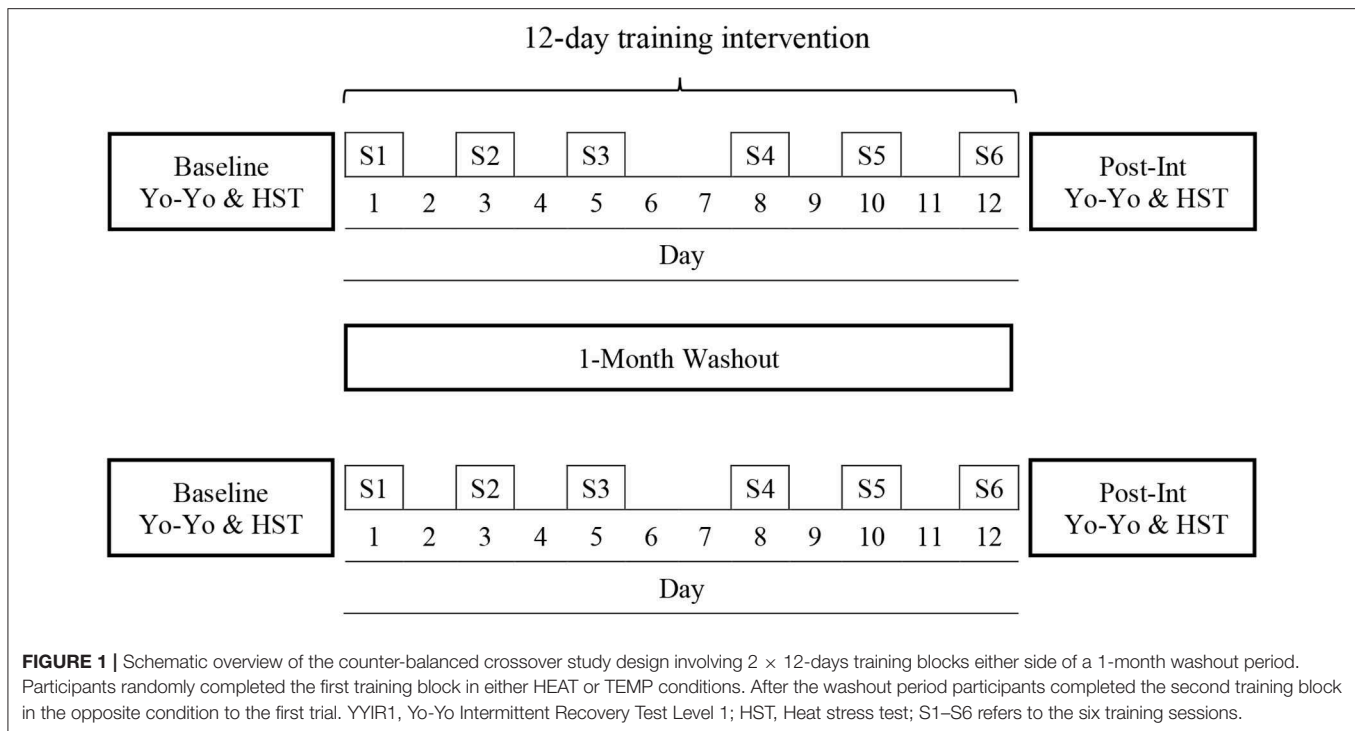 12-day training intervention
Baseline
Yo-Yo & HST
S1 S2 S3 S4 S5 S6
1 2 3 4 5 6 7 8 9 10 11 12
Day
Post-Int
Yo-Yo & HST
1-Month Washout
Baseline
Yo-Yo & HST
S1 S2 S3 S4 S5 S6
1 2 3 4 5 6 7 8 9 10 11 12
Day
Post-Int
Yo-Yo & HST
FIGURE 1 | Schematic overview of the counter-balanced crossover study design involving 2 × 12-days training blocks either side of a 1-month washout period.
Participants randomly completed the first training block in either HEAT or TEMP conditions. After the washout period participants completed the second training block
in the opposite condition to the first trial. YYIR1, Yo-Yo Intermittent Recovery Test Level 1; HST, Heat stress test; S1–S6 refers to the six training sessions.